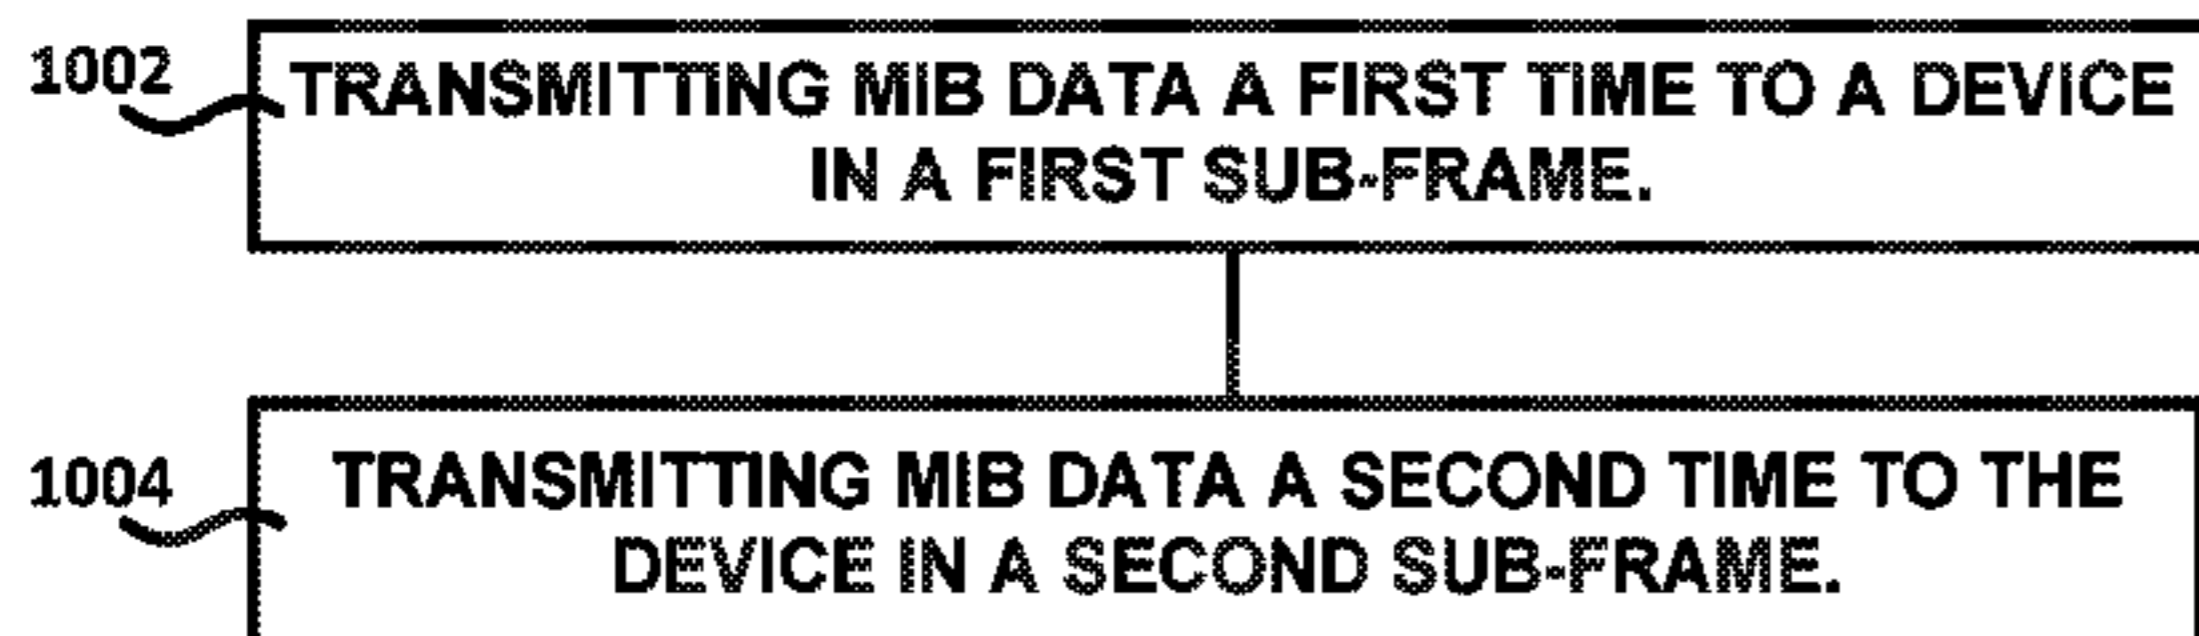 1002
TRANSMITTING MIB DATA A FIRST TIME TO A DEVICE
IN A FIRST SUB-FRAME.
1004
TRANSMITTING MIB DATA A SECOND TIME TO THE
DEVICE IN A SECOND SUB-FRAME.